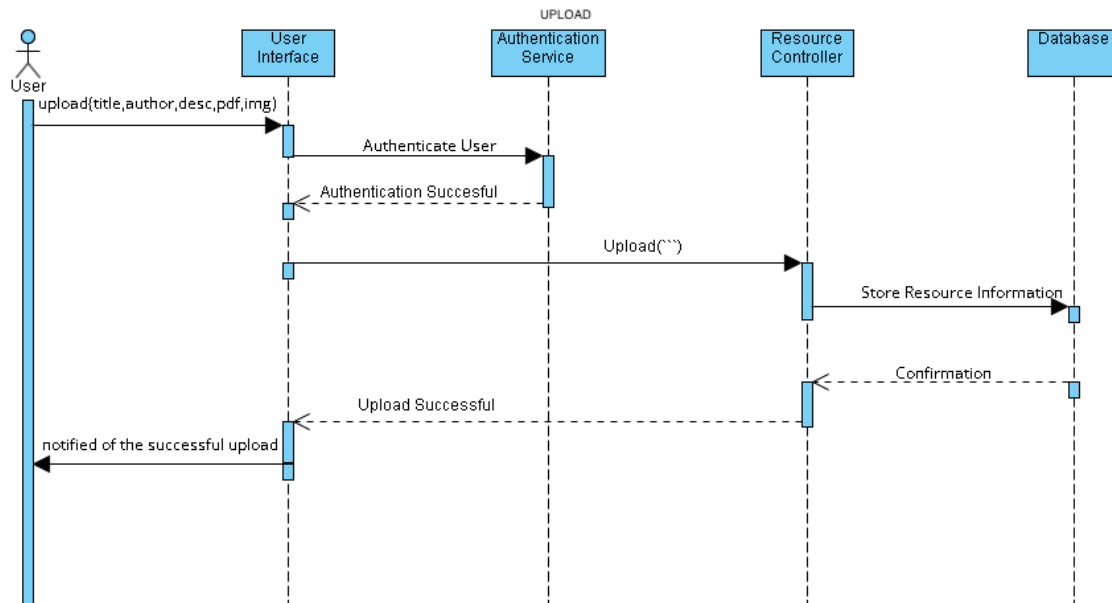 UPLOAD
User
Interface
Authentication
Service
Resource
Controller
Database
User
upload(title,author,desc,pdf,img)
Authenticate User
Authentication Succesful
Upload(```)
Store Resource Information
Confirmation
Upload Successful
notified of the successful upload